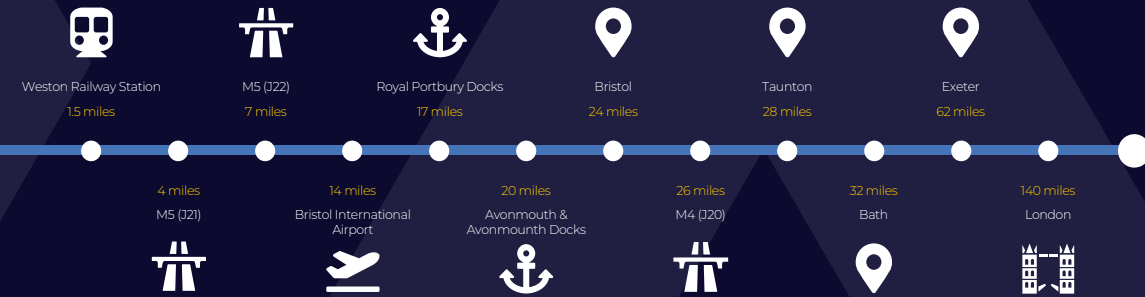 Weston Railway Station
1.5 miles
M5 (J22)
7 miles
Royal Portbury Docks
17 miles
Bristol
24 miles
Taunton
28 miles
Exeter
62 miles
4 miles
M5 (J21)
14 miles
Bristol International
Airport
20 miles
Avonmouth &
Avonmounth Docks
26 miles
M4 (J20)
32 miles
Bath
140 miles
London